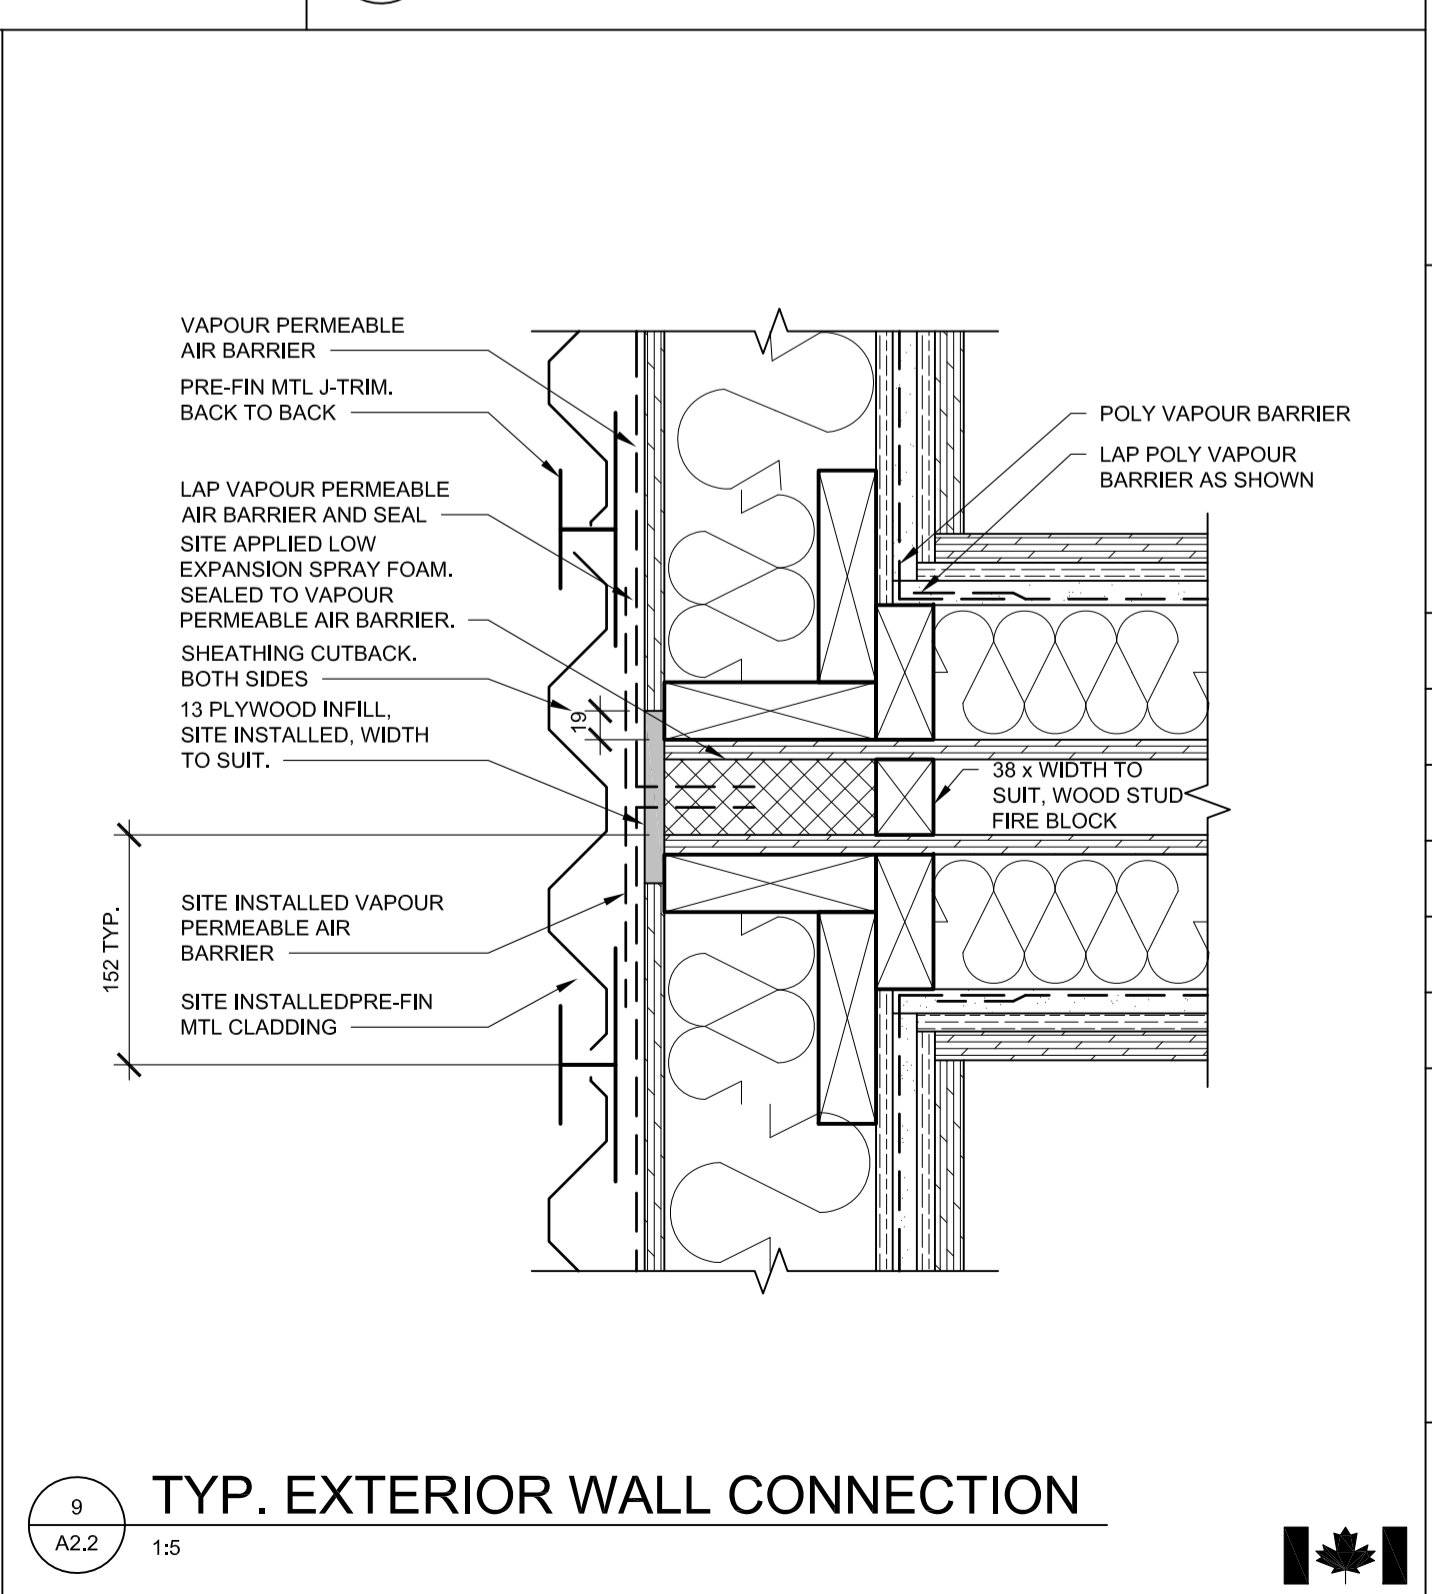 VAPOUR PERMEABLE
AIR BARRIER
PRE-FIN MTL J-TRIM.
BACK TO BACK
LAP VAPOUR PERMEABLE
AIR BARRIER AND SEAL
SITE APPLIED LOW
EXPANSION SPRAY FOAM.
SEALED TO VAPOUR
PERMEABLE AIR BARRIER.
SHEATHING CUTBACK.
BOTH SIDES
13 PLYWOOD INFILL,
SITE INSTALLED, WIDTH
TO SUIT.
19
152 TYP.
SITE INSTALLED VAPOUR
PERMEABLE AIR
BARRIER
SITE INSTALLEDPRE-FIN
MTL CLADDING
POLY VAPOUR BARRIER
LAP POLY VAPOUR
BARRIER AS SHOWN
38 x WIDTH TO
SUIT, WOOD STUD
FIRE BLOCK
9
A2.2
TYP. EXTERIOR WALL CONNECTION
1:5